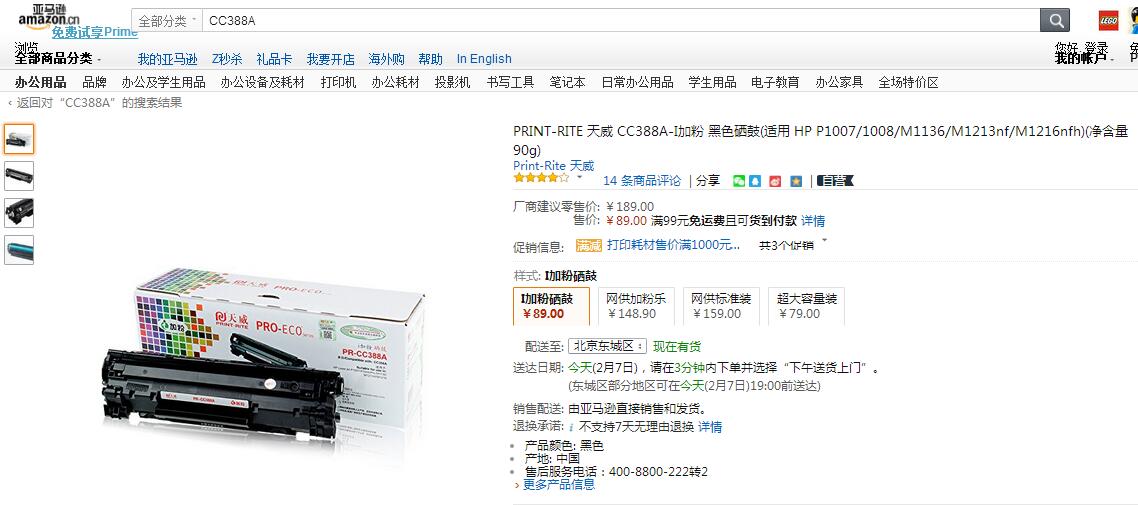 亚马逊
amazon.cn
免费试享Prime
全部分类
CC388A
LEGO
浏览
全部商品分类
我的亚马逊 Z秒杀 礼品卡 我要开店 海外购 帮助 In English
你好, 登录
我的帐户
办公用品 品牌 办公及学生用品 办公设备及耗材 打印机 办公耗材 投影机 书写工具 笔记本 日常办公用品 学生用品 电子教育 办公家具 全场特价区
‹ 返回对“CC388A”的搜索结果
PRINT-RITE 天威 CC388A-I加粉 黑色硒鼓(适用 HP P1007/1008/M1136/M1213nf/M1216nfh)(净含量
90g)
Print-Rite 天威
14 条商品评论 | 分享 | 自营
厂商建议零售价: ￥189.00
售价: ￥89.00 满99元免运费且可货到付款 详情
促销信息: 满减 打印耗材售价满1000元... 共3个促销
样式: I加粉硒鼓
I加粉硒鼓 网供加粉乐 网供标准装 超大容量装
￥89.00 ￥148.90 ￥159.00 ￥79.00
配送至: 北京东城区 现在有货
送达日期: 今天(2月7日)，请在3分钟内下单并选择“下午送货上门”。
(东城区部分地区可在今天(2月7日)19:00前送达)
销售配送: 由亚马逊直接销售和发货。
退换承诺: i 不支持7天无理由退换 详情
产品颜色: 黑色
产地: 中国
售后服务电话：400-8800-222转2
› 更多产品信息
天威
PRINT-RITE
PRO-ECO
加粉
PR-CC388A
PR-CC388A